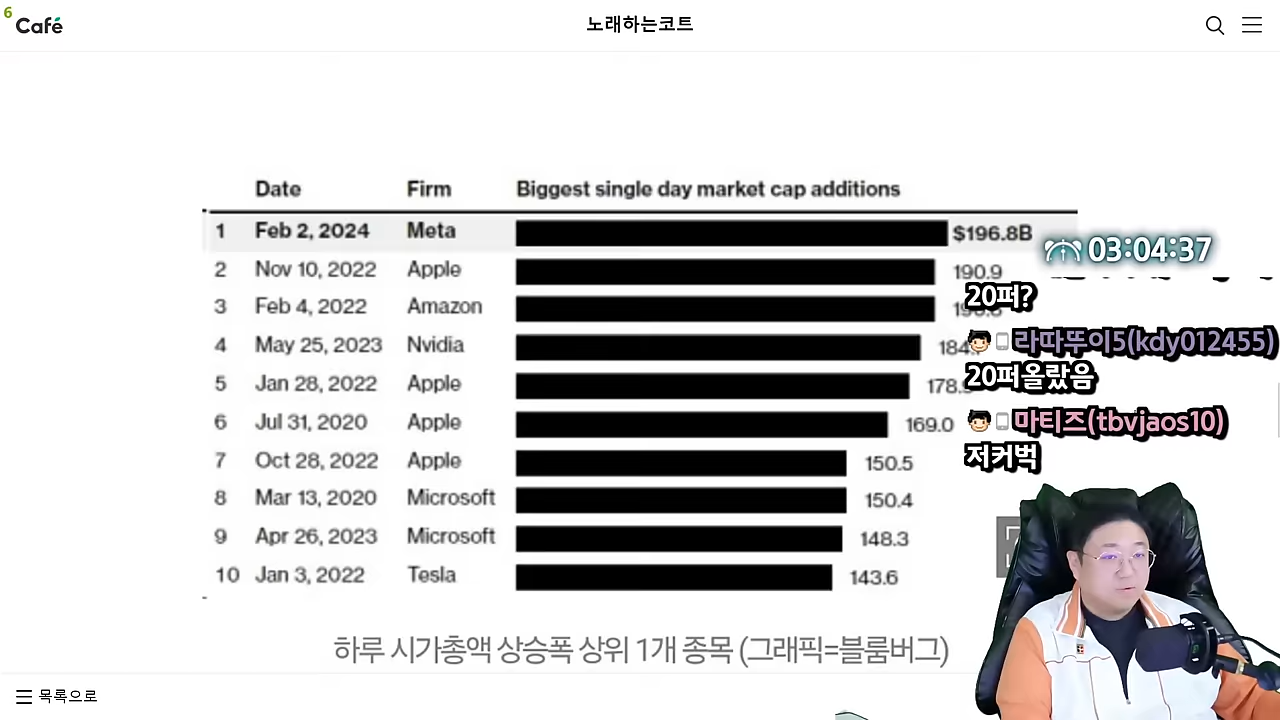 6
Café
노래하는코트
Date Firm Biggest single day market cap additions
1 Feb 2, 2024 Meta $196.8B
2 Nov 10, 2022 Apple 190.9
3 Feb 4, 2022 Amazon
4 May 25, 2023 Nvidia 184.
5 Jan 28, 2022 Apple 178.
6 Jul 31, 2020 Apple 169.0
7 Oct 28, 2022 Apple 150.5
8 Mar 13, 2020 Microsoft 150.4
9 Apr 26, 2023 Microsoft 148.3
10 Jan 3, 2022 Tesla 143.6
하루 시가총액 상승폭 상위 1개 종목 (그래픽=블룸버그)
목록으로
03:04:37
20퍼?
라따뚜이5(kdy012455)
20퍼올랐음
마티즈(tbvjaos10)
저커벅